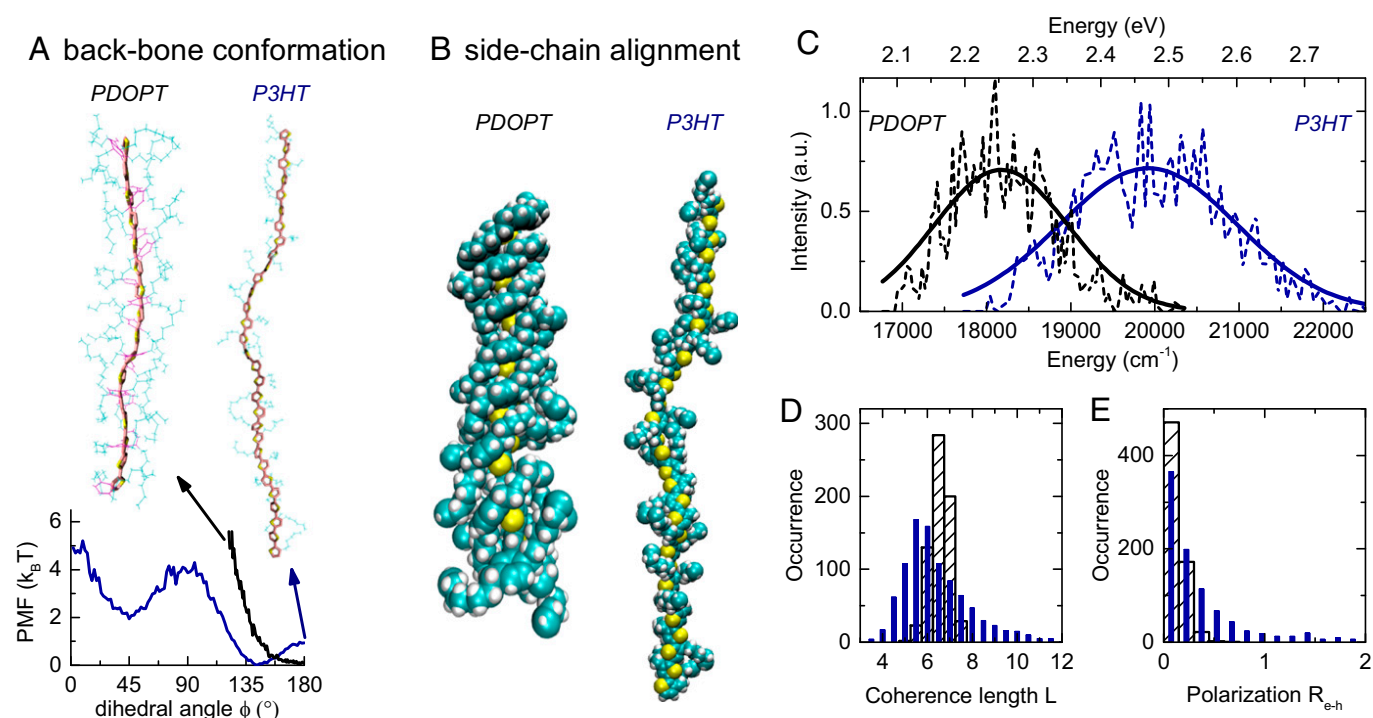 A back-bone conformation
PDOPT P3HT
6
4
2
0
PMF (k_B T)
0 45 90 135 180
dihedral angle ϕ (°)
B side-chain alignment
PDOPT P3HT
C
Energy (eV)
2.1 2.2 2.3 2.4 2.5 2.6 2.7
1.0
0.5
0.0
Intensity (a.u.)
PDOPT P3HT
17000 18000 19000 20000 21000 22000
Energy (cm⁻¹)
D
300
200
100
0
Occurrence
4 6 8 10 12
Coherence length L
E
400
200
0
Occurrence
0 1 2
Polarization R_e-h